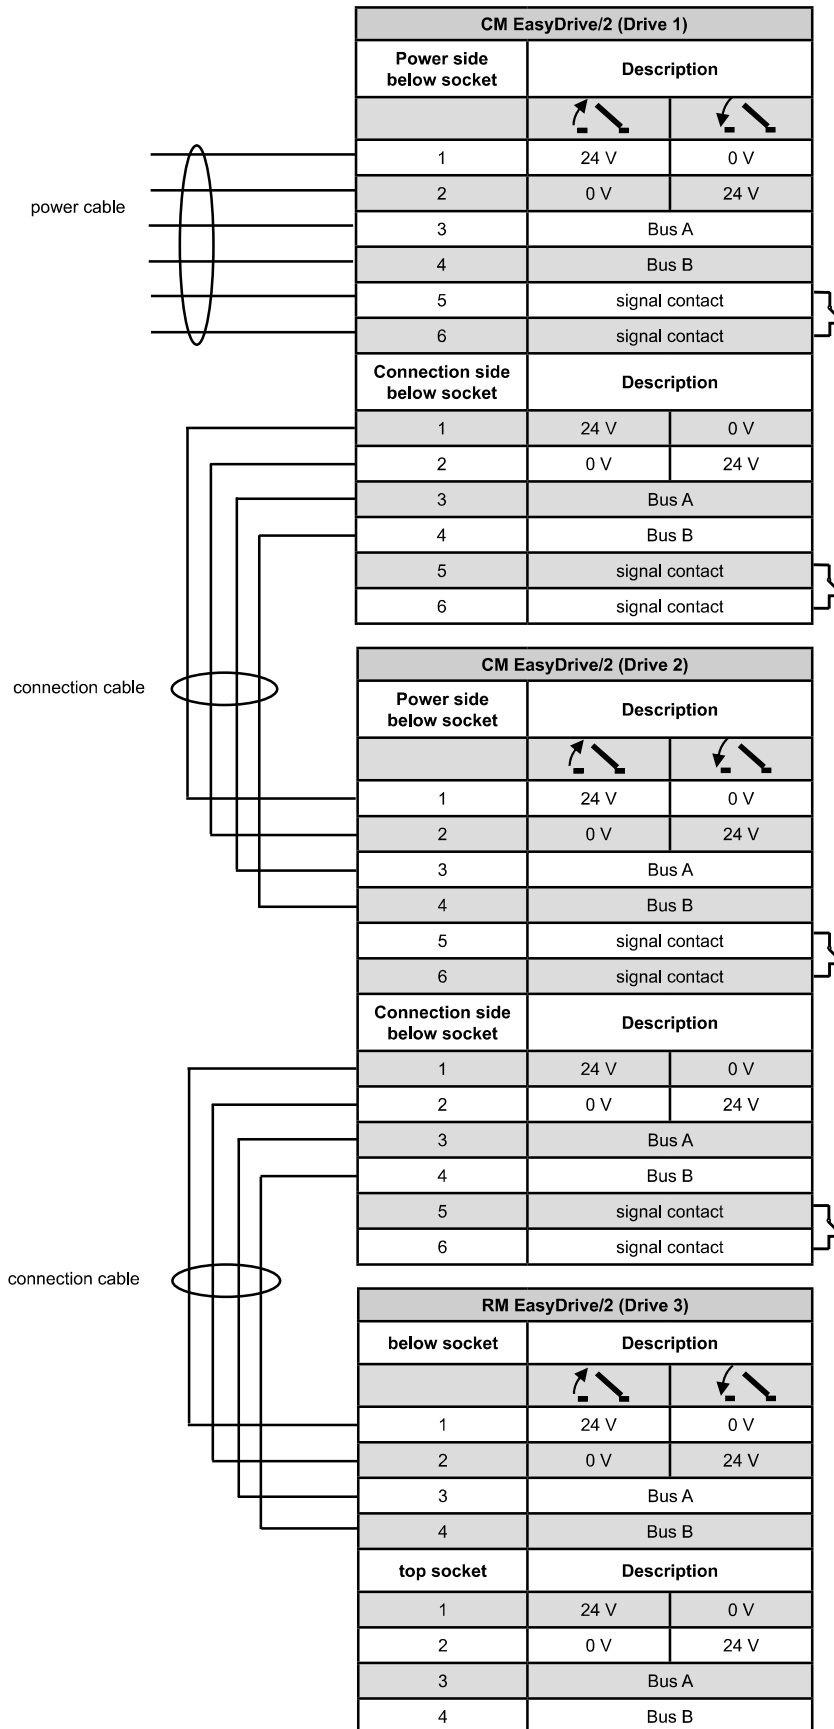 CM EasyDrive/2 (Drive 1)
Power side below socket Description
1 24 V 0 V
2 0 V 24 V
power cable
3 Bus A
4 Bus B
5 signal contact
6 signal contact
Connection side below socket Description
1 24 V 0 V
2 0 V 24 V
3 Bus A
4 Bus B
5 signal contact
6 signal contact
CM EasyDrive/2 (Drive 2)
connection cable
Power side below socket Description
1 24 V 0 V
2 0 V 24 V
3 Bus A
4 Bus B
5 signal contact
6 signal contact
Connection side below socket Description
1 24 V 0 V
2 0 V 24 V
3 Bus A
4 Bus B
5 signal contact
6 signal contact
connection cable
RM EasyDrive/2 (Drive 3)
below socket Description
1 24 V 0 V
2 0 V 24 V
3 Bus A
4 Bus B
top socket Description
1 24 V 0 V
2 0 V 24 V
3 Bus A
4 Bus B